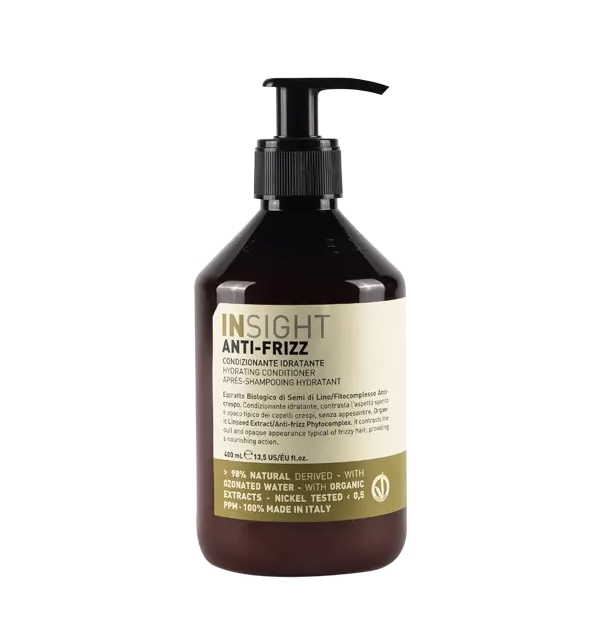 INSIGHT
ANTI-FRIZZ
CONDIZIONANTE IDRATANTE
HYDRATING CONDITIONER
APRÈS-SHAMPOOING HYDRATANT
Estratto Biologico di Semi di Lino/Fitocomplesso Anti-
crespo. Condizionante idratante, contrasta l'aspetto spento
e opaco tipico dei capelli crespi, senza appesantire. Organ-
ic Linseed Extract/Anti-frizz Phytocomplex. It contrasts the
dull and opaque appearance typical of frizzy hair, providing
a nourishing action.
400 mL ℮ 13,5 US/ÉU fl.oz.
> 98% NATURAL DERIVED - WITH
OZONATED WATER - WITH ORGANIC
EXTRACTS - NICKEL TESTED < 0,5
PPM - 100% MADE IN ITALY